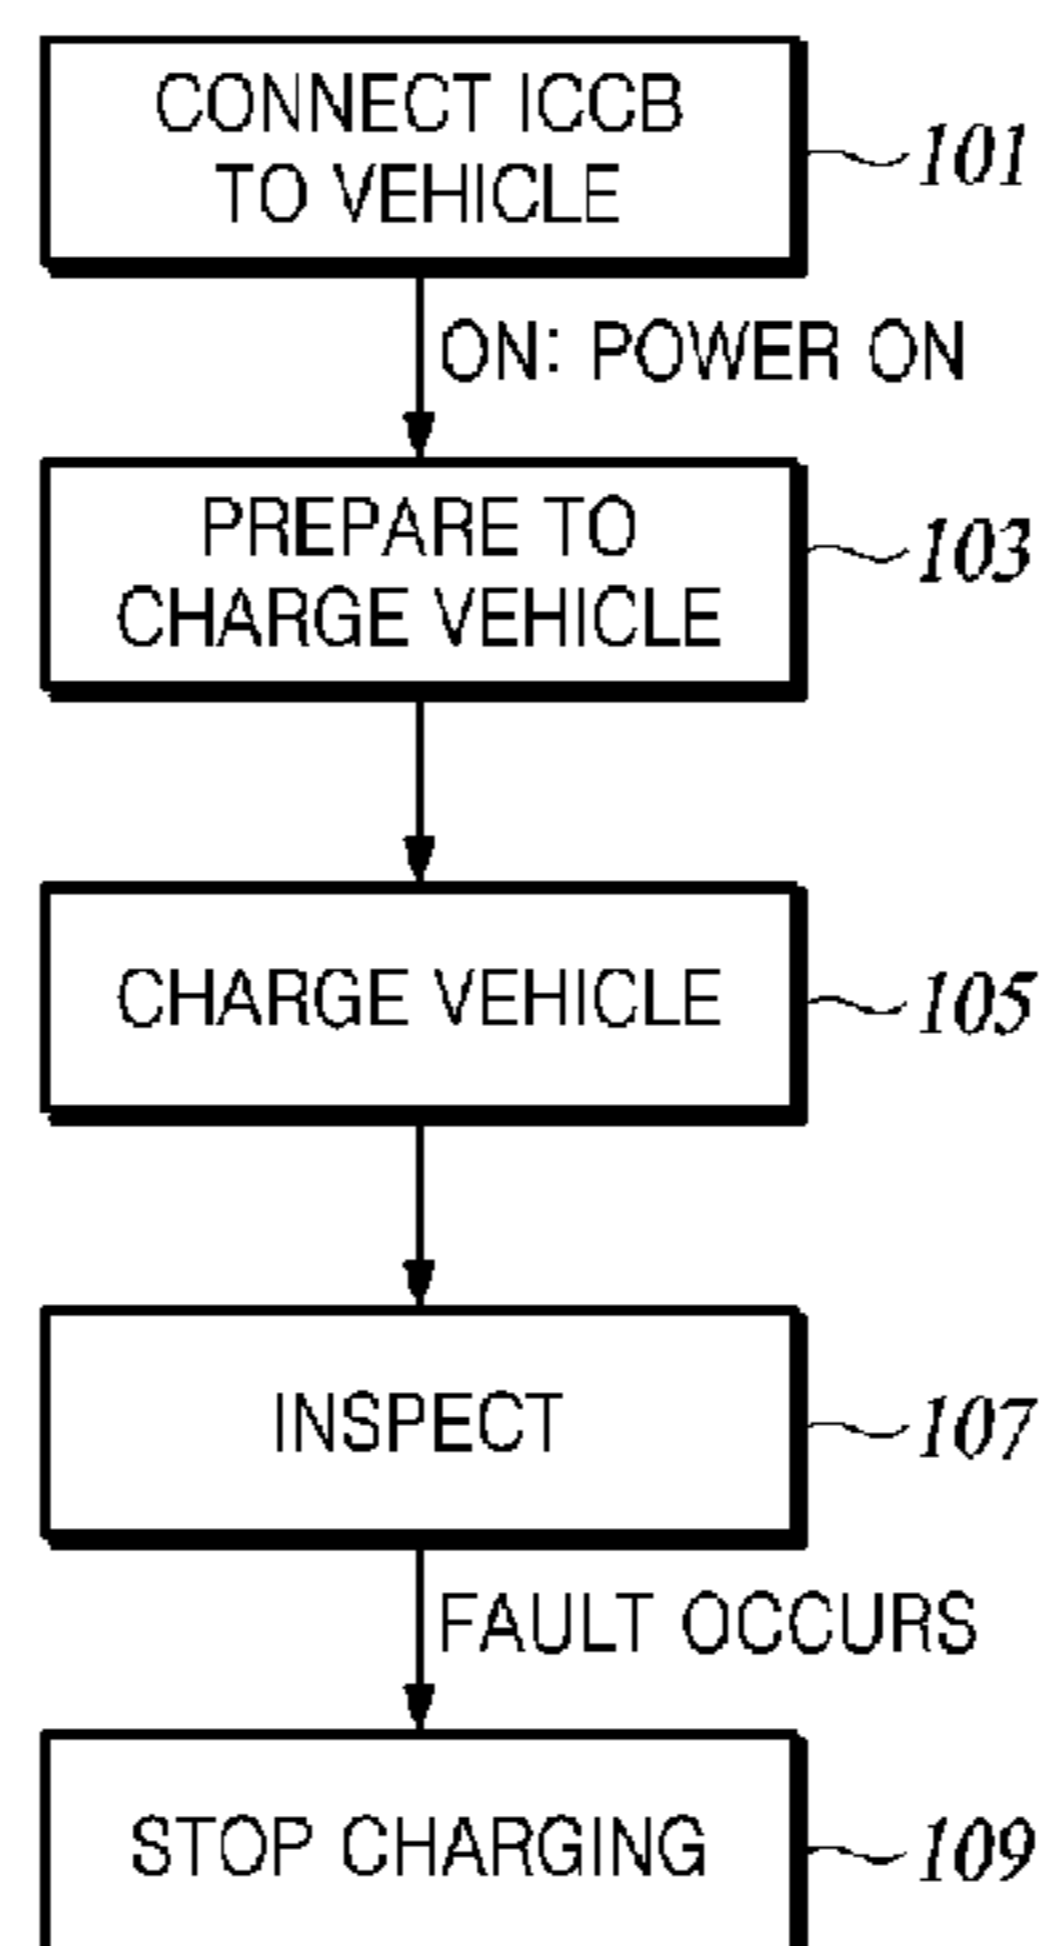 CONNECT ICCB
TO VEHICLE
101
ON: POWER ON
PREPARE TO
CHARGE VEHICLE
103
CHARGE VEHICLE
105
INSPECT
107
FAULT OCCURS
STOP CHARGING
109